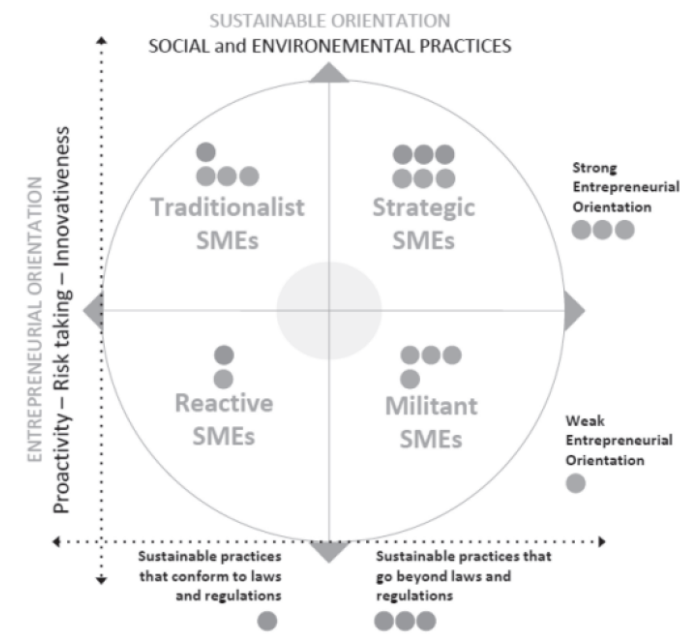 SUSTAINABLE ORIENTATION
SOCIAL and ENVIRONEMENTAL PRACTICES
ENTREPRENEURIAL ORIENTATION
Proactivity – Risk taking – Innovativeness
Traditionalist
SMEs
Strategic
SMEs
Strong
Entrepreneurial
Orientation
Reactive
SMEs
Militant
SMEs
Weak
Entrepreneurial
Orientation
Sustainable practices
that conform to laws
and regulations
Sustainable practices that
go beyond laws and
regulations